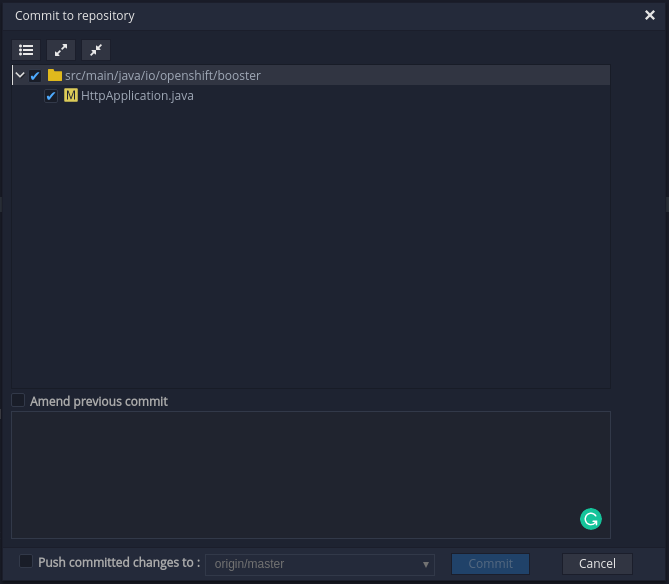 Commit to repository
src/main/java/io/openshift/booster
M HttpApplication.java
Amend previous commit
Push committed changes to : origin/master Commit Cancel